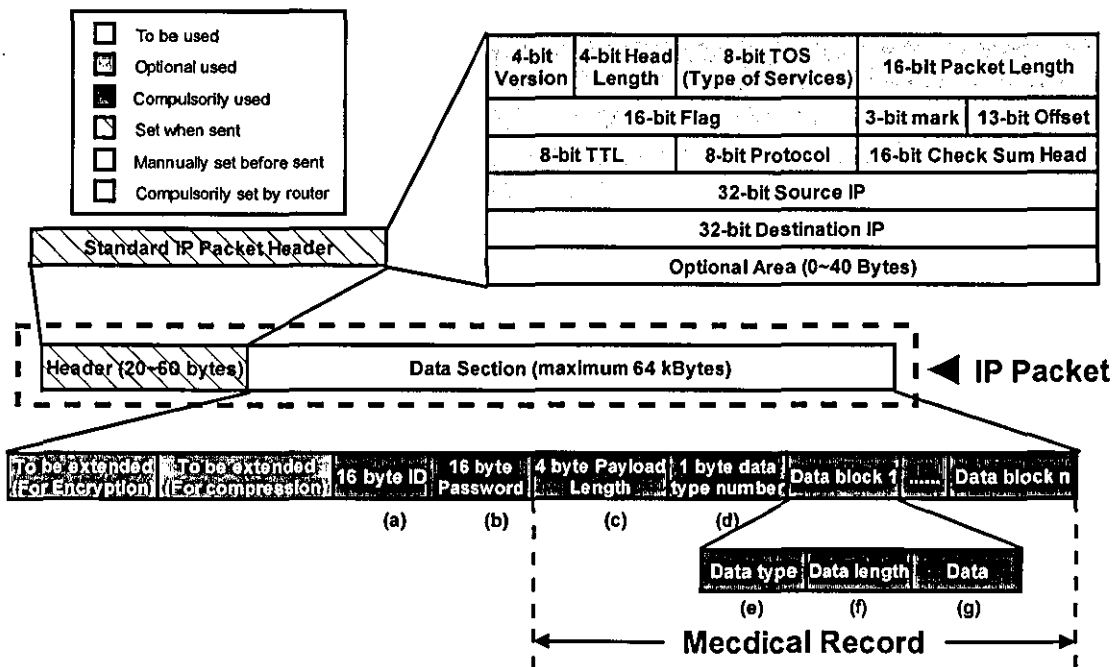 To be used
Optional used
Compulsorily used
Set when sent
Mannually set before sent
Compulsorily set by router
4-bit Version
4-bit Head Length
8-bit TOS (Type of Services)
16-bit Packet Length
16-bit Flag
3-bit mark
13-bit Offset
8-bit TTL
8-bit Protocol
16-bit Check Sum Head
32-bit Source IP
32-bit Destination IP
Optional Area (0~40 Bytes)
Standard IP Packet Header
Header (20~60 bytes)
Data Section (maximum 64 kBytes)
IP Packet
To be extended (For Encryption)
To be extended (For compression)
16 byte ID
16 byte Password
4 byte Payload Length
1 byte data type number
Data block 1
......
Data block n
(a)
(b)
(c)
(d)
Data type
Data length
Data
(e)
(f)
(g)
Mecdical Record